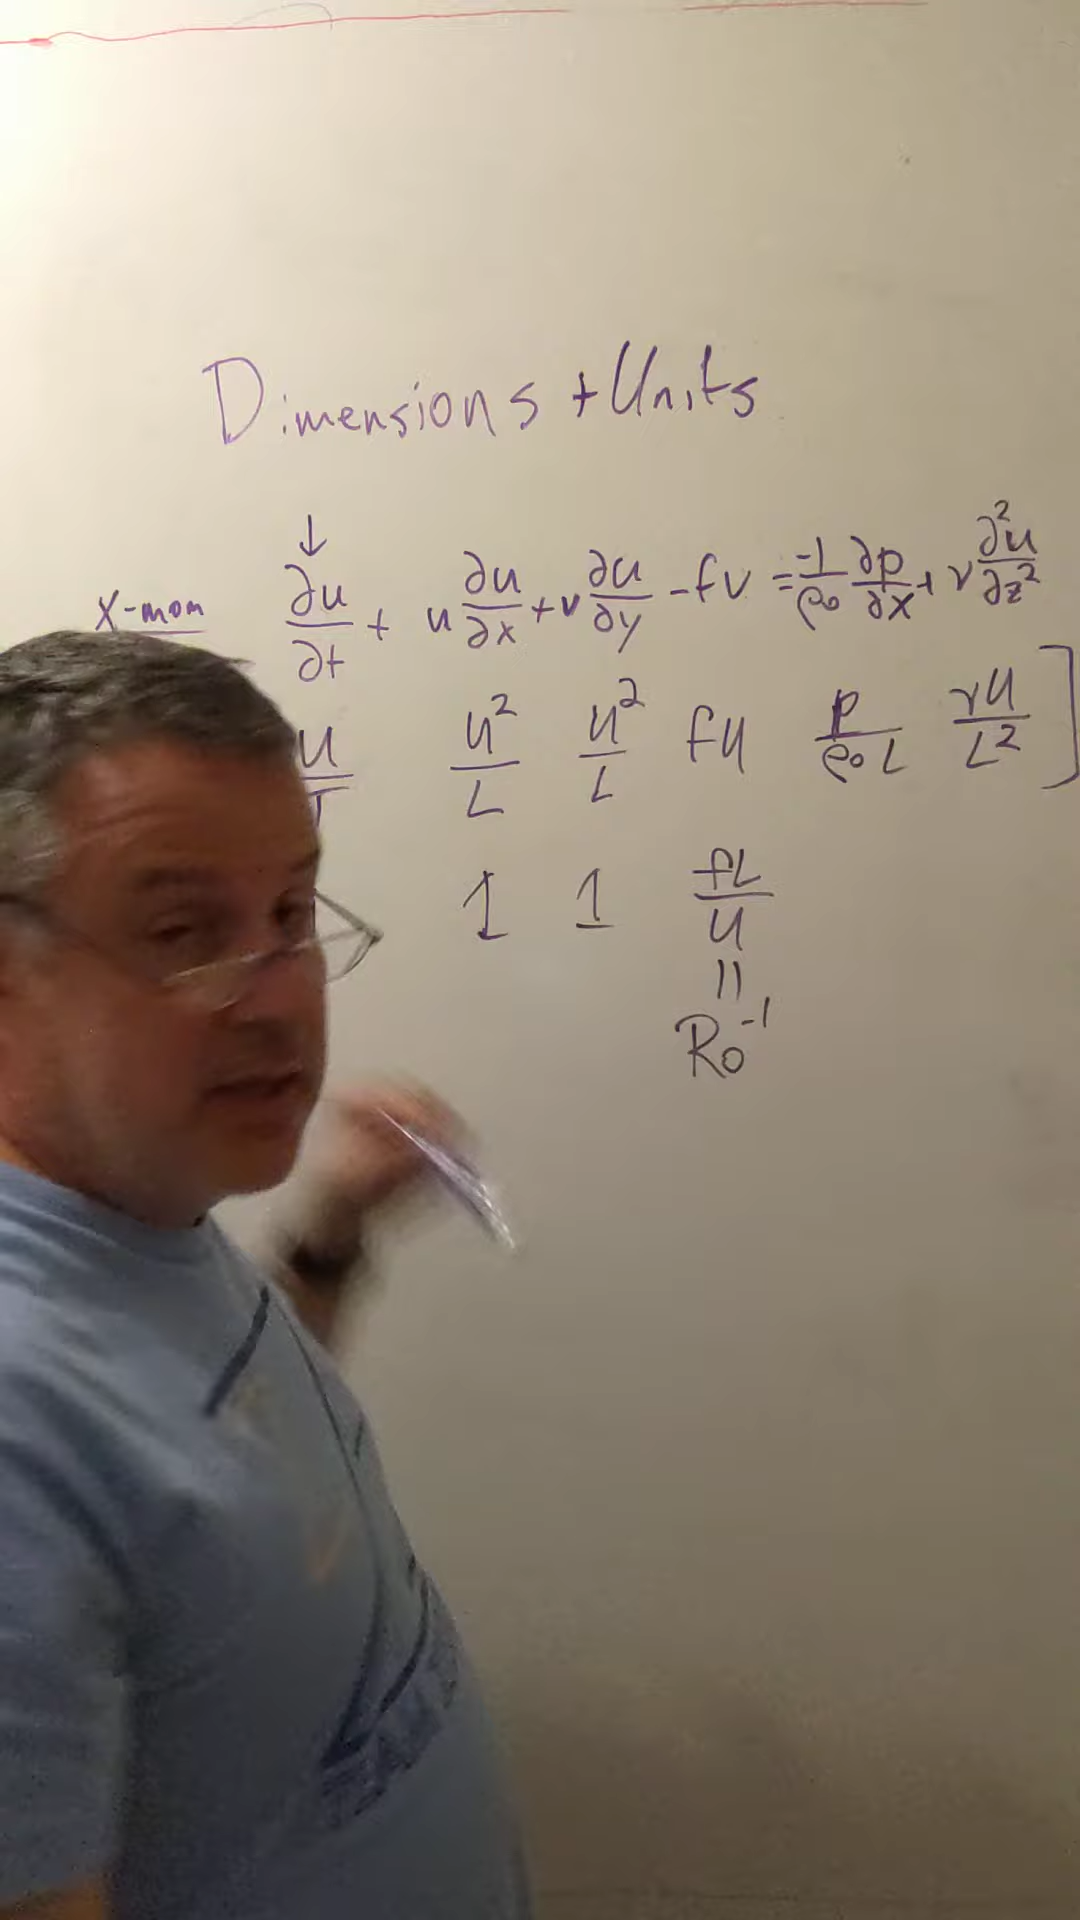 Dimensions + Units
↓
x-mom ∂u/∂t + u ∂u/∂x + v ∂u/∂y - fv = -1/ρ₀ ∂p/∂x + ν ∂²u/∂z²
U/T U²/L U²/L fU P/ρ₀L νU/L² ]
1 1 fL/U
=
Ro⁻¹